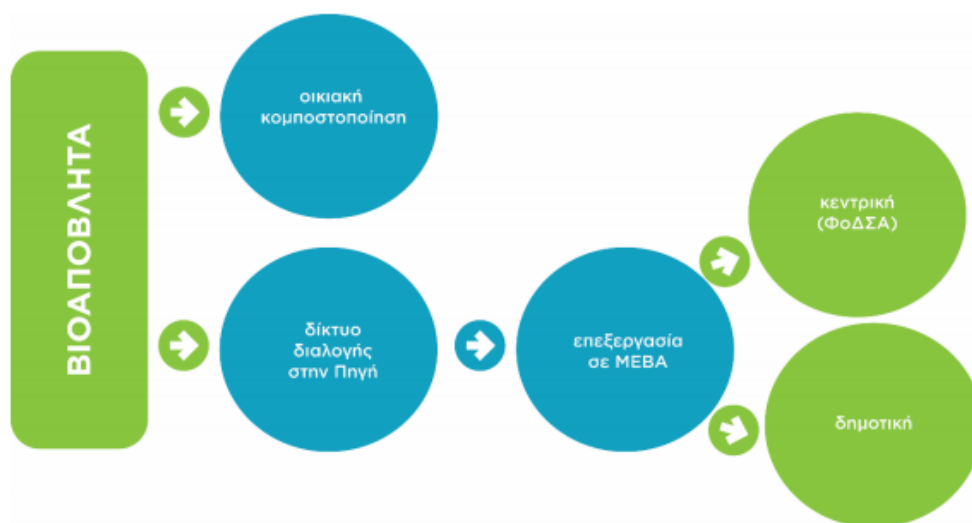 ΒΙΟΑΠΟΒΛΗΤΑ
οικιακή
κομποστοποίηση
δίκτυο
διαλογής
στην Πηγή
επεξεργασία
σε ΜΕΒΑ
κεντρική
(ΦοΔΣΑ)
δημοτική